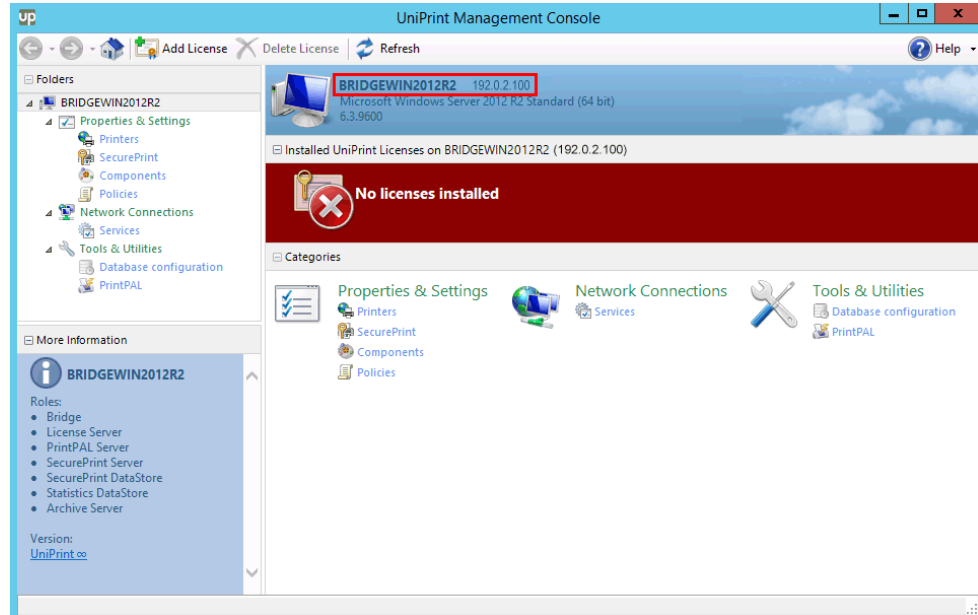 UP
UniPrint Management Console
Add License Delete License Refresh Help
Folders
BRIDGEWIN2012R2
Properties & Settings
Printers
SecurePrint
Components
Policies
Network Connections
Services
Tools & Utilities
Database configuration
PrintPAL
More Information
BRIDGEWIN2012R2
Roles:
• Bridge
• License Server
• PrintPAL Server
• SecurePrint Server
• SecurePrint DataStore
• Statistics DataStore
• Archive Server
Version:
UniPrint ∞
BRIDGEWIN2012R2 192.0.2.100
Microsoft Windows Server 2012 R2 Standard (64 bit)
6.3.9600
Installed UniPrint Licenses on BRIDGEWIN2012R2 (192.0.2.100)
No licenses installed
Categories
Properties & Settings
Printers
SecurePrint
Components
Policies
Network Connections
Services
Tools & Utilities
Database configuration
PrintPAL